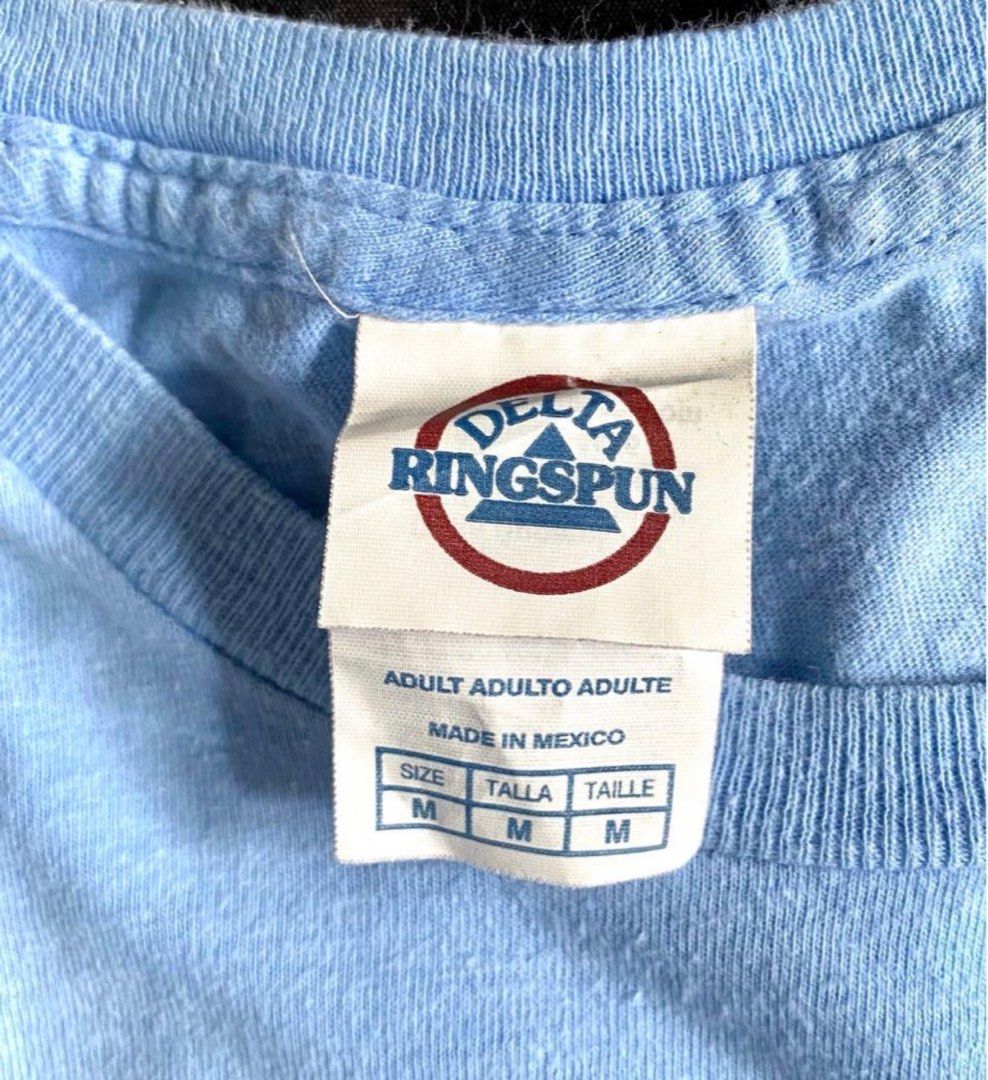 DELTA
RINGSPUN
ADULT ADULTO ADULTE
MADE IN MEXICO
SIZE TALLA TAILLE
M M M